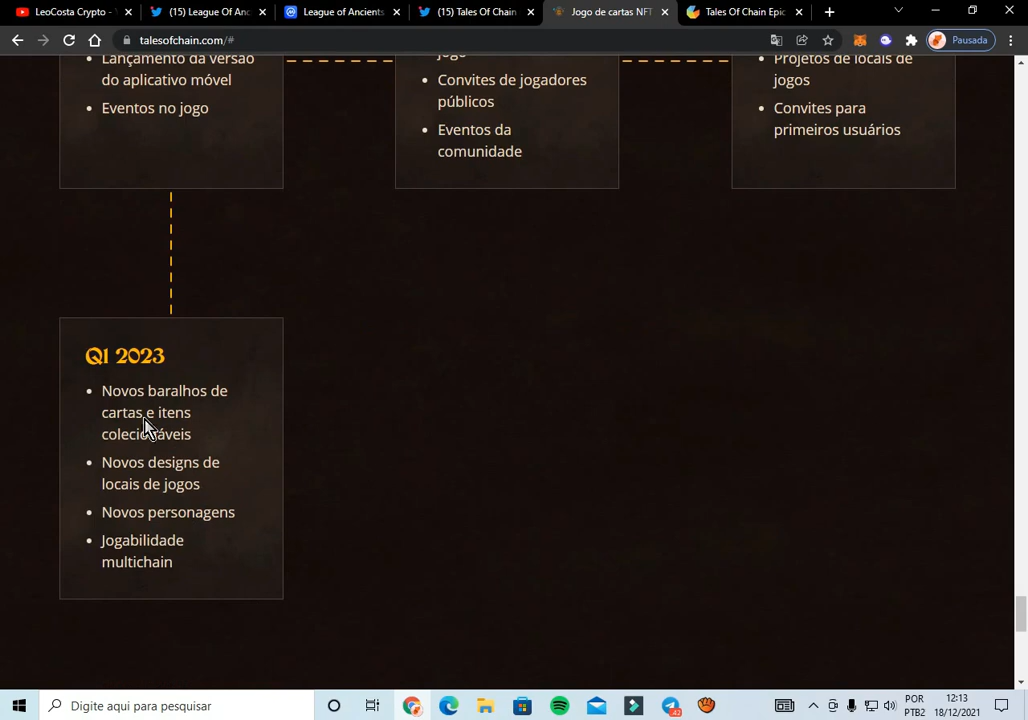 LeoCosta Crypto -
(15) League Of Anc
League of Ancients
(15) Tales Of Chain
Jogo de cartas NFT
Tales Of Chain Epic
talesofchain.com/#
Pausada
Lançamento da versão
do aplicativo móvel
Eventos no jogo
jogo
Convites de jogadores
públicos
Eventos da
comunidade
Projetos de locais de
jogos
Convites para
primeiros usuários
Q1 2023
Novos baralhos de
cartas e itens
colecionáveis
Novos designs de
locais de jogos
Novos personagens
Jogabilidade
multichain
Digite aqui para pesquisar
POR
PTB2
12:13
18/12/2021